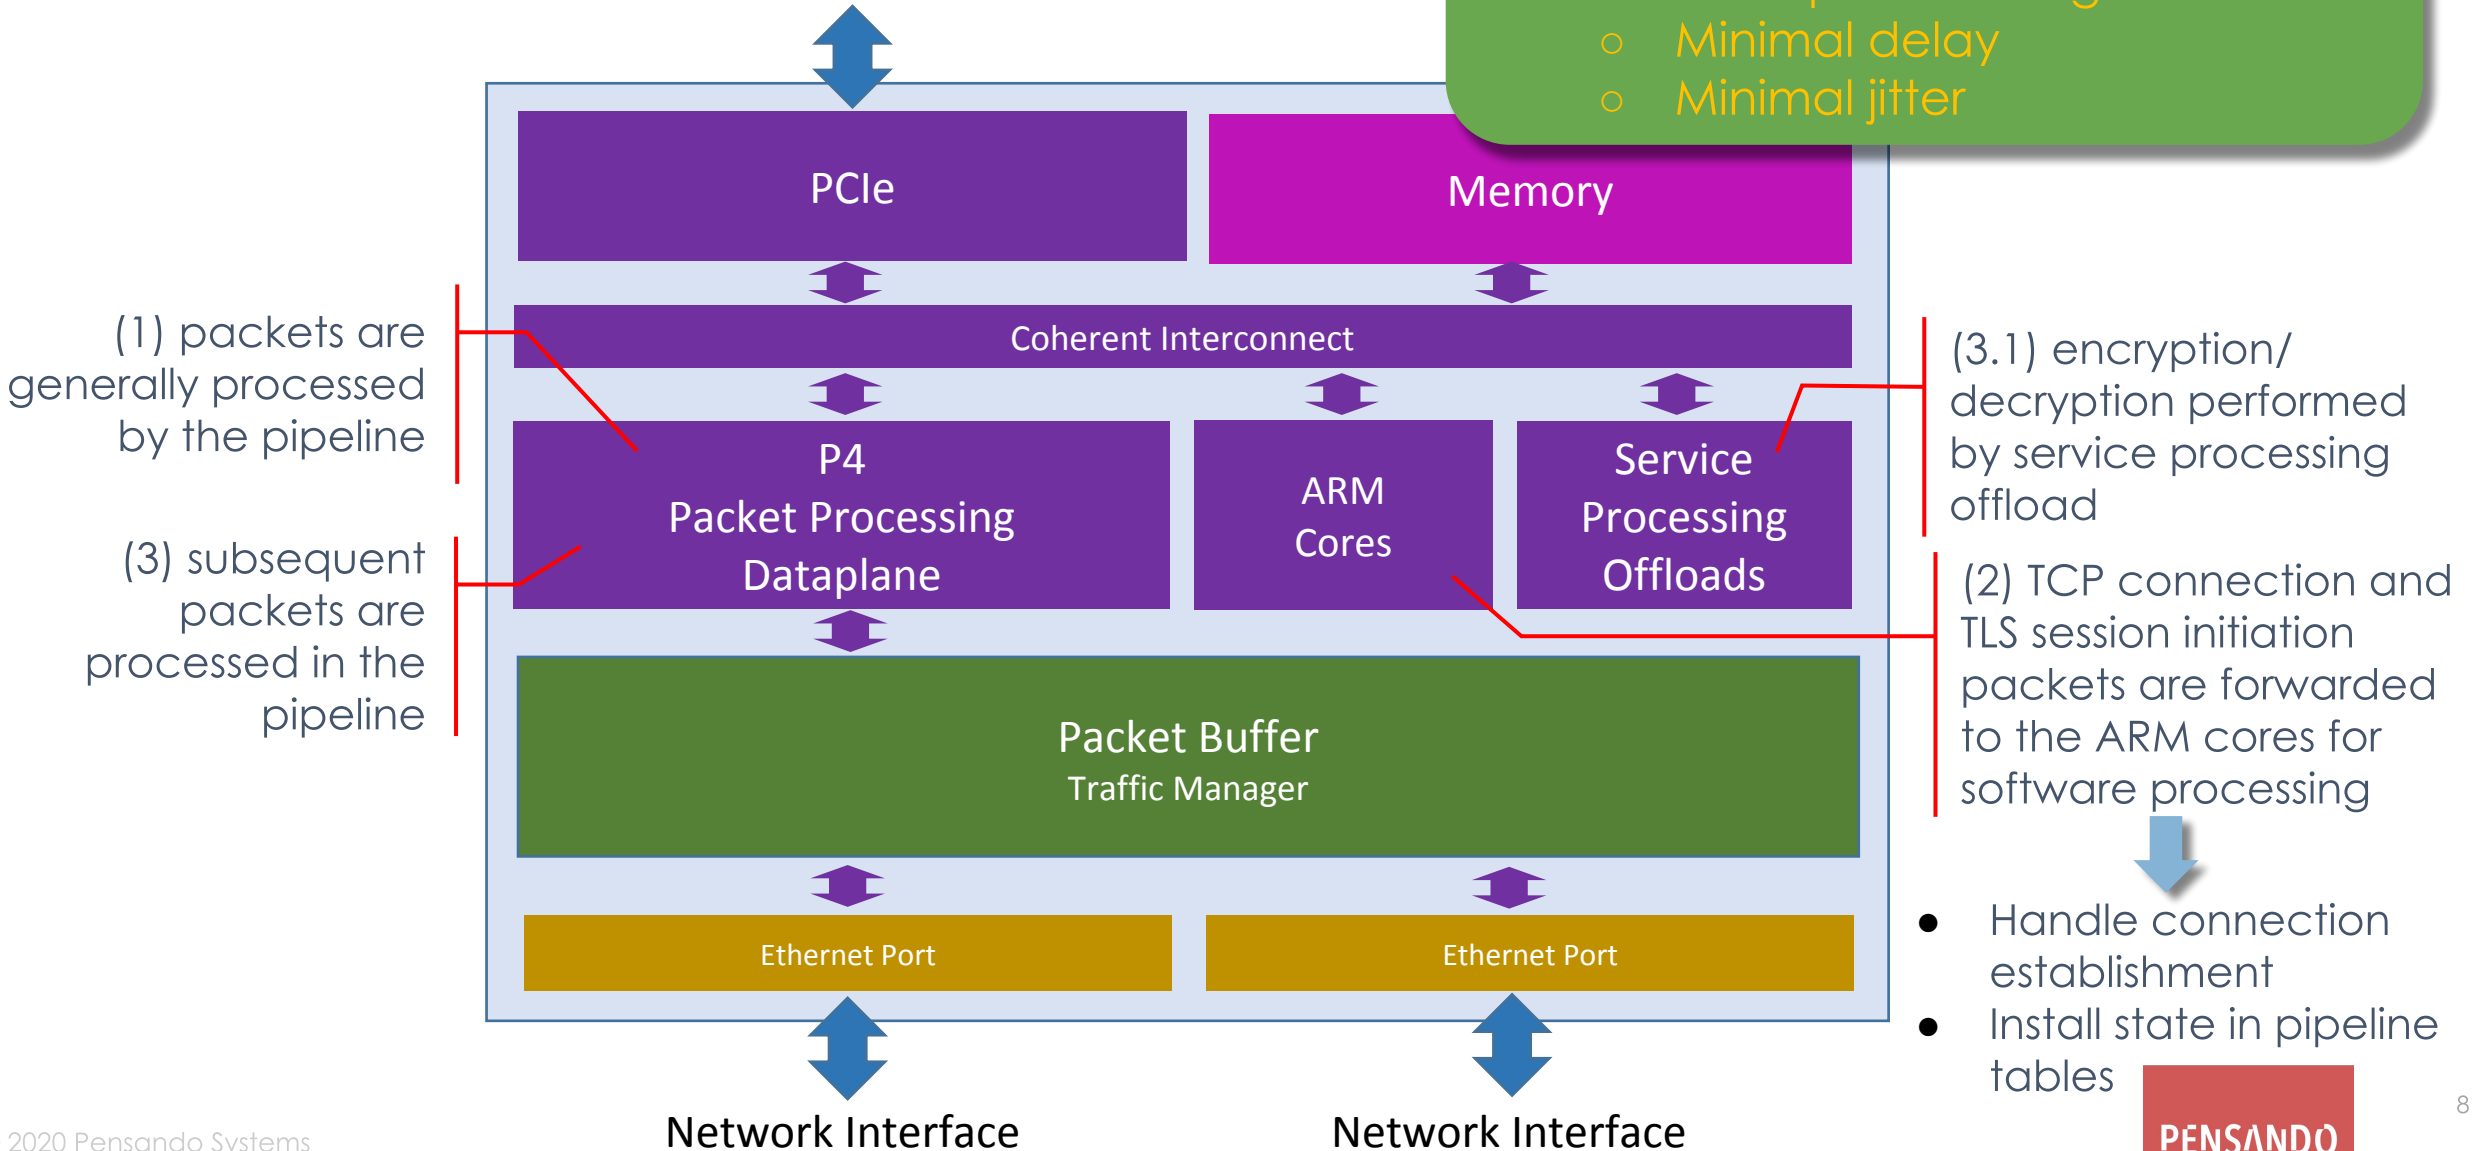 ○ Minimal delay
○ Minimal jitter
PCIe
Memory
Coherent Interconnect
(1) packets are
generally processed
by the pipeline
(3) subsequent
packets are
processed in the
pipeline
P4
Packet Processing
Dataplane
ARM
Cores
Service
Processing
Offloads
(3.1) encryption/
decryption performed
by service processing
offload
(2) TCP connection and
TLS session initiation
packets are forwarded
to the ARM cores for
software processing
Packet Buffer
Traffic Manager
Ethernet Port
Ethernet Port
● Handle connection
establishment
● Install state in pipeline
tables
Network Interface
Network Interface
2020 Pensando Systems
PENSANDO
8